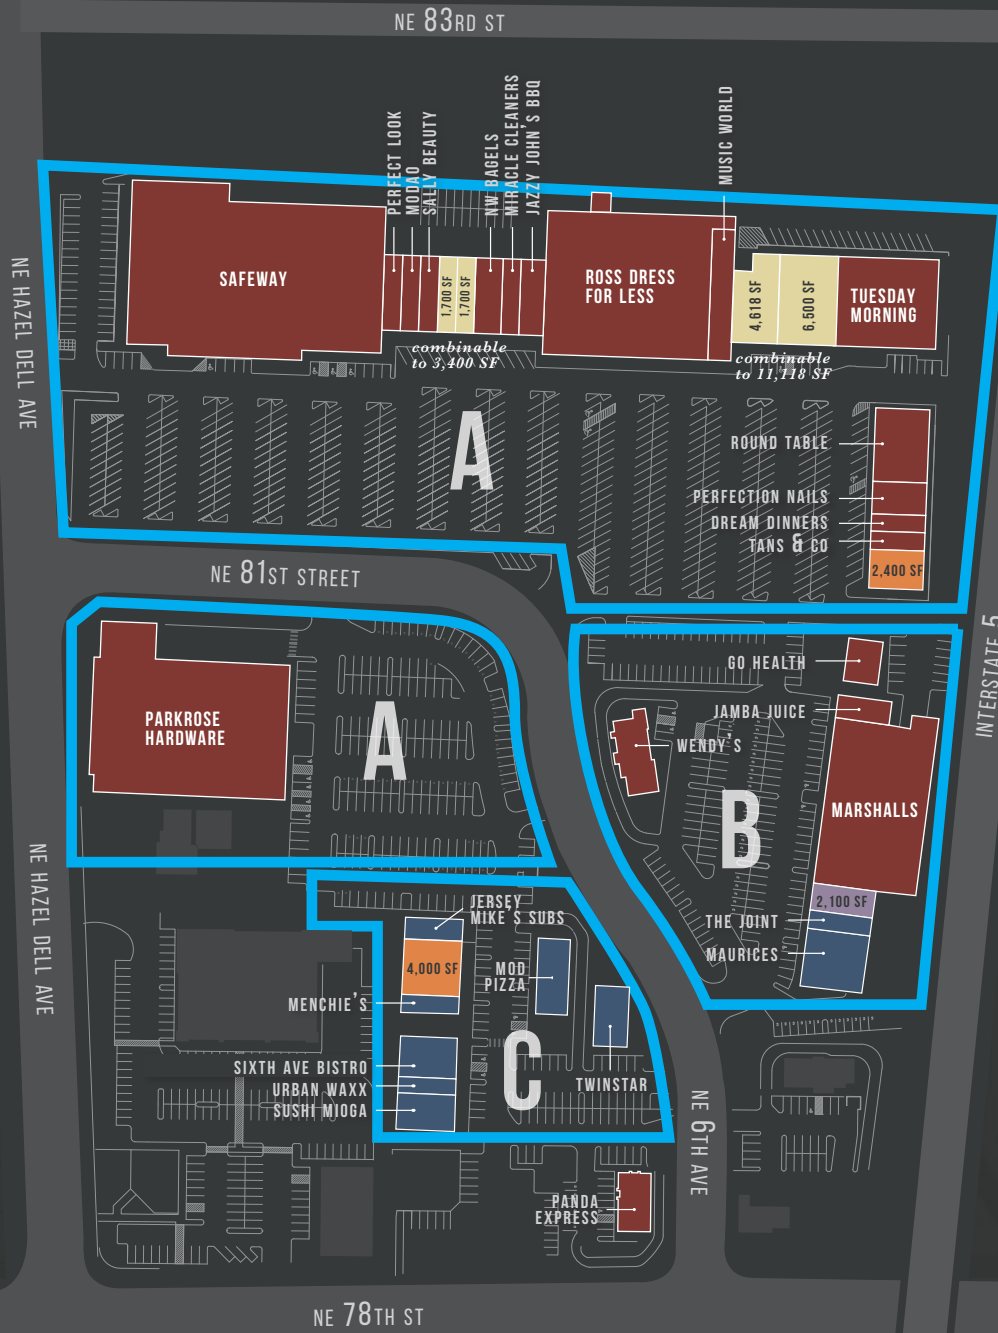 NE 83RD ST
PERFECT LOOK
MODAO
SALLY BEAUTY
NW BAGELS
MIRACLE CLEANERS
JAZZY JOHN'S BBQ
MUSIC WORLD
NE HAZEL DELL AVE
SAFEWAY
1,700 SF
1,700 SF
combinable
to 3,400 SF
ROSS DRESS
FOR LESS
4,618 SF
6,500 SF
combinable
to 11,118 SF
TUESDAY
MORNING
A
ROUND TABLE
PERFECTION NAILS
DREAM DINNERS
TANS & CO
2,400 SF
NE 81ST STREET
INTERSTATE 5
PARKROSE
HARDWARE
A
GO HEALTH
JAMBA JUICE
WENDY'S
B
MARSHALLS
2,100 SF
THE JOINT
MAURICES
NE HAZEL DELL AVE
JERSEY
MIKE'S SUBS
4,000 SF
MENCHIE'S
MOD
PIZZA
C
SIXTH AVE BISTRO
URBAN WAXX
SUSHI MIOGA
TWINSTAR
NE 6TH AVE
PANDA
EXPRESS
NE 78TH ST